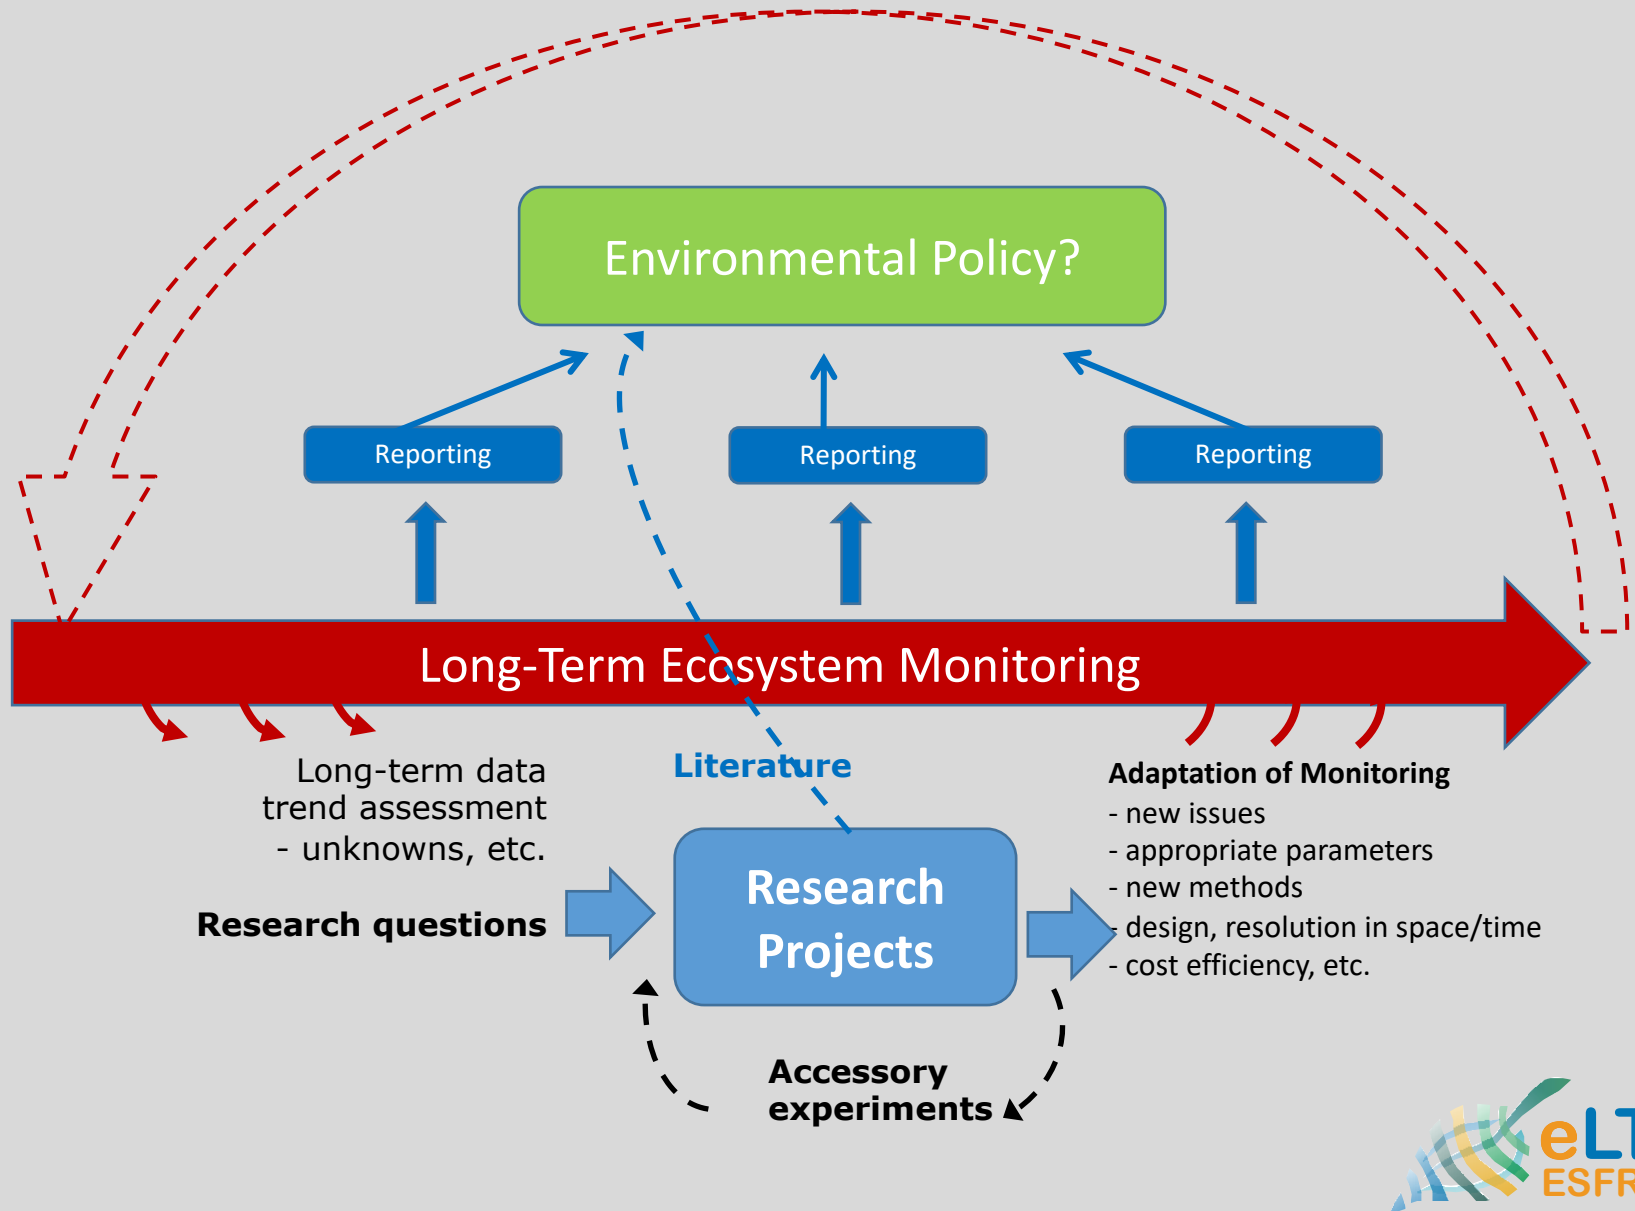 Environmental Policy?
Reporting
Reporting
Reporting
Long-Term Ecosystem Monitoring
Long-term data
trend assessment
- unknowns, etc.
Research questions
Literature
Research
Projects
Adaptation of Monitoring
- new issues
- appropriate parameters
- new methods
- design, resolution in space/time
- cost efficiency, etc.
Accessory
experiments
eLT
ESFR